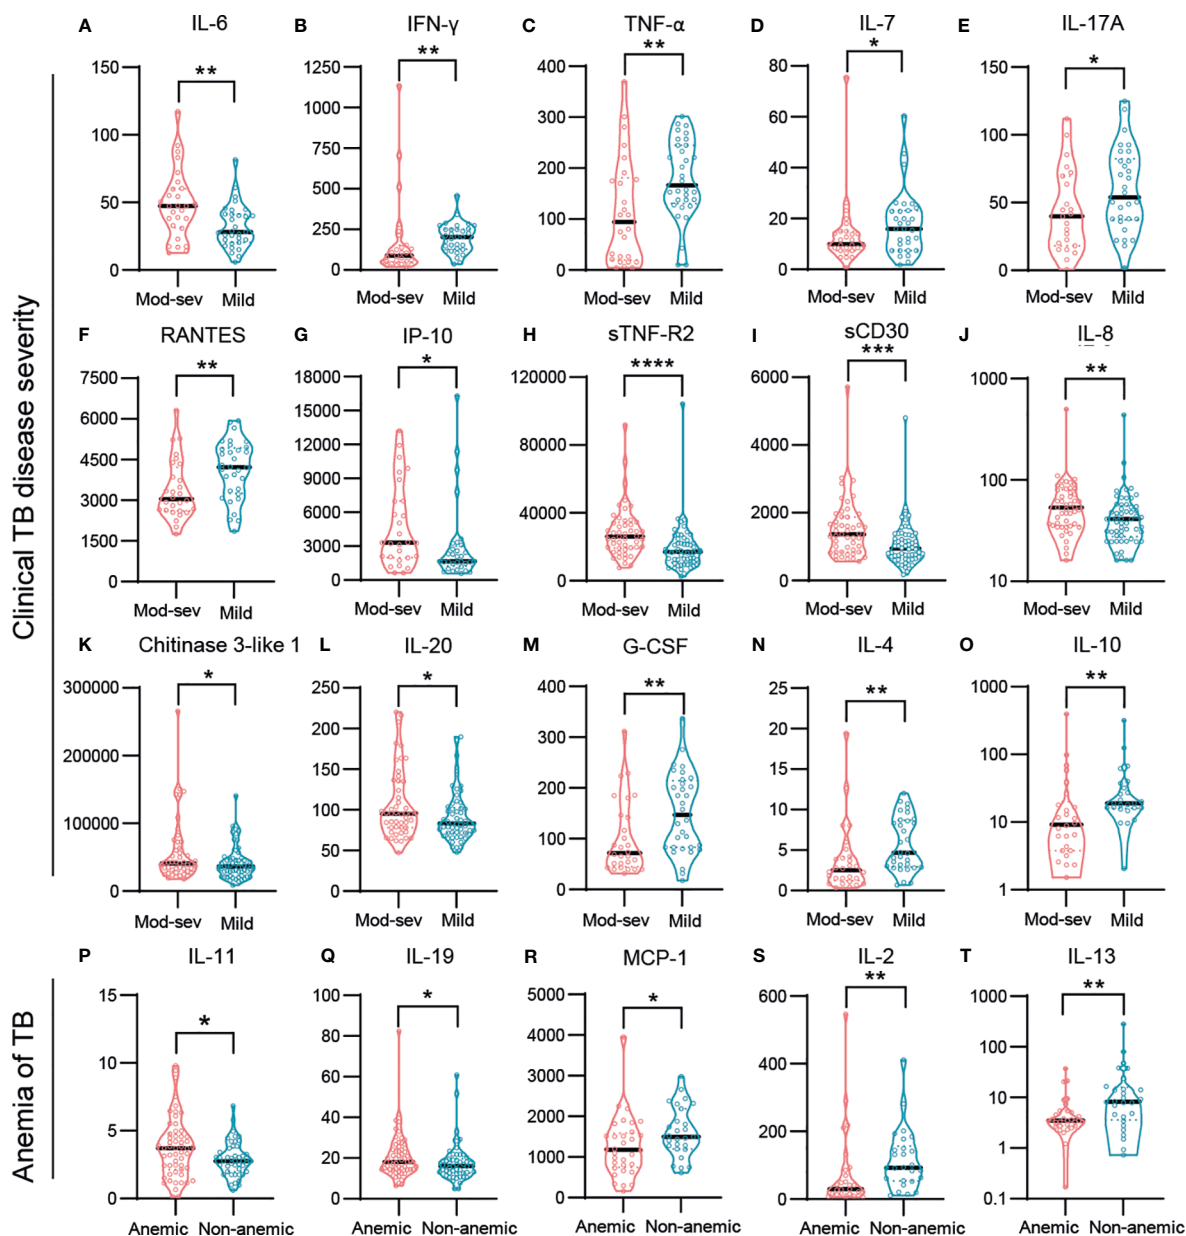 Clinical TB disease severity
A IL-6
**
150
100
50
0
Mod-sev Mild
B IFN-γ
**
1250
1000
750
500
250
0
Mod-sev Mild
C TNF-α
**
400
300
200
100
0
Mod-sev Mild
D IL-7
*
80
60
40
20
0
Mod-sev Mild
E IL-17A
*
150
100
50
0
Mod-sev Mild
F RANTES
**
7500
6000
4500
3000
1500
0
Mod-sev Mild
G IP-10
*
18000
15000
12000
9000
6000
3000
0
Mod-sev Mild
H sTNF-R2
****
120000
80000
40000
0
Mod-sev Mild
I sCD30
***
6000
4000
2000
0
Mod-sev Mild
J IL-8
**
1000
100
10
Mod-sev Mild
K Chitinase 3-like 1
*
300000
200000
100000
0
Mod-sev Mild
L IL-20
*
250
200
150
100
50
0
Mod-sev Mild
M G-CSF
**
400
300
200
100
0
Mod-sev Mild
N IL-4
**
25
20
15
10
5
0
Mod-sev Mild
O IL-10
**
1000
100
10
1
Mod-sev Mild
Anemia of TB
P IL-11
*
15
10
5
0
Anemic Non-anemic
Q IL-19
*
100
80
60
40
20
0
Anemic Non-anemic
R MCP-1
*
5000
4000
3000
2000
1000
0
Anemic Non-anemic
S IL-2
**
600
400
200
0
Anemic Non-anemic
T IL-13
**
1000
100
10
1
0.1
Anemic Non-anemic